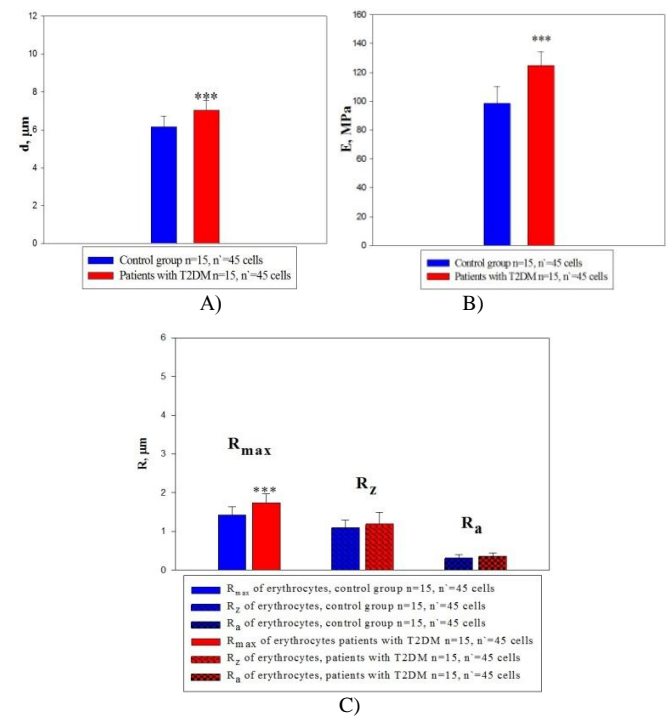 12
10
8
6
4
2
0
d, µm
***
Control group n=15, n`=45 cells
Patients with T2DM n=15, n`=45 cells
A)
160
140
120
100
80
60
40
20
0
E, MPa
***
Control group n=15, n`=45 cells
Patients with T2DM n=15, n`=45 cells
B)
6
5
4
3
2
1
0
R, µm
Rmax
***
Rz
Ra
Rmax of erythrocytes, control group n=15, n`=45 cells
RZ of erythrocytes, control group n=15, n`=45 cells
Ra of erythrocytes, control group n=15, n`=45 cells
Rmax of erythrocytes patients with T2DM n=15, n`=45 cells
RZ of erythrocytes, patients with T2DM n=15, n`=45 cells
Ra of erythrocytes, patients with T2DM n=15, n`=45 cells
C)